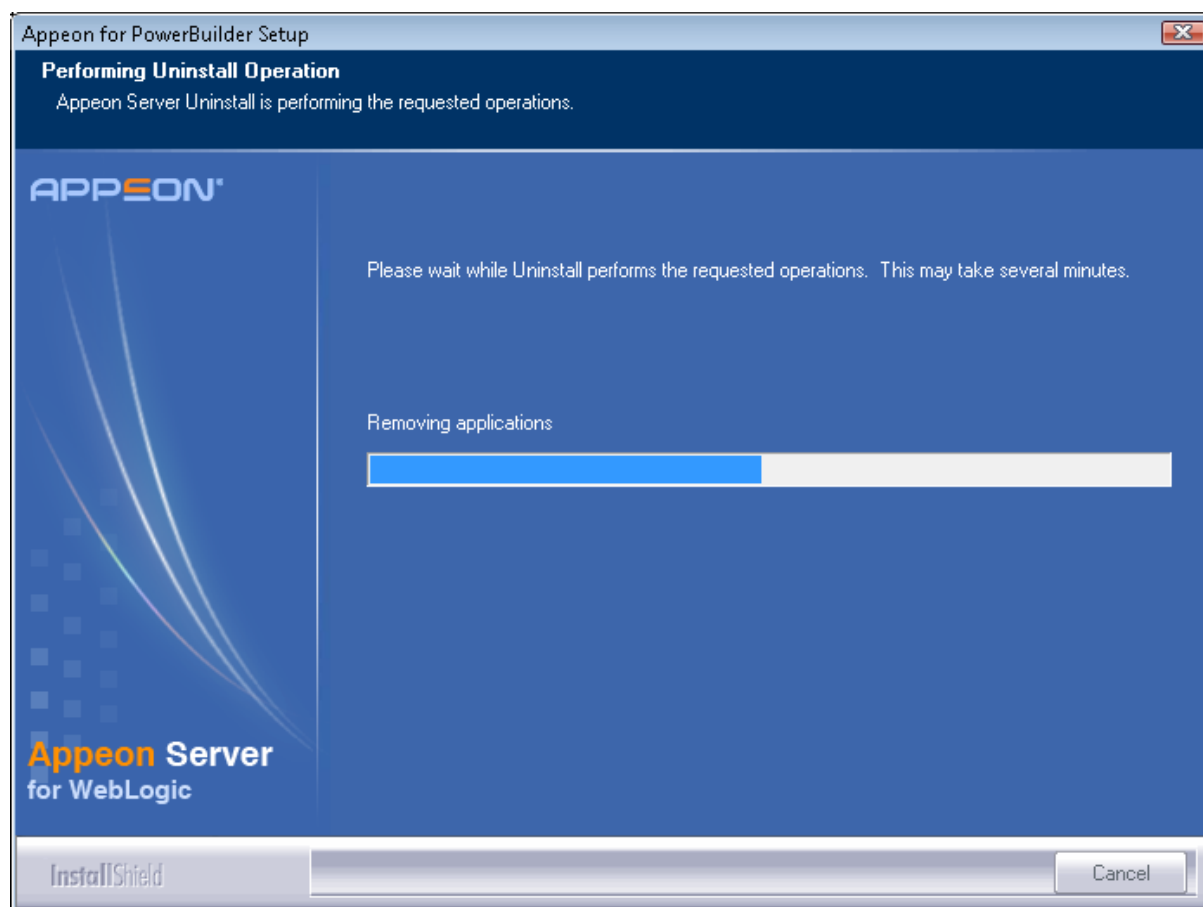 Appeon for PowerBuilder Setup
Performing Uninstall Operation
Appeon Server Uninstall is performing the requested operations.
APPEON
Please wait while Uninstall performs the requested operations.  This may take several minutes.
Removing applications
Appeon Server
for WebLogic
InstallShield
Cancel